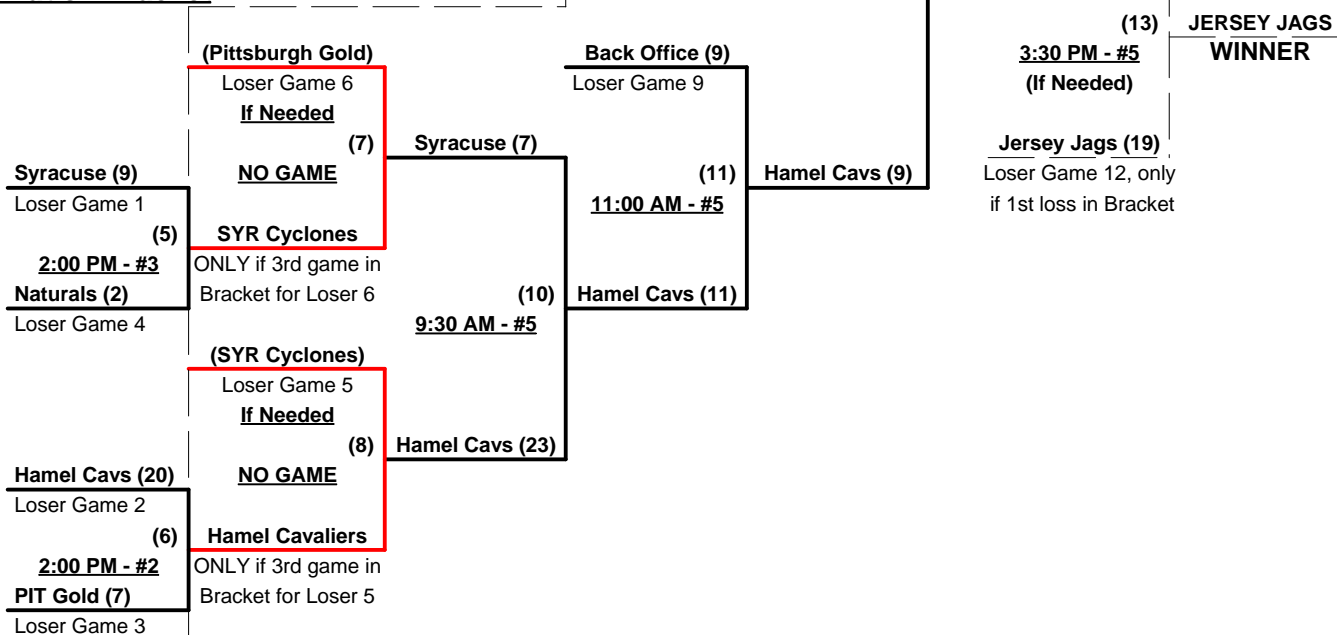 (13) JERSEY JAGS
(Pittsburgh Gold) Back Office (9) 3:30 PM - #5 WINNER
Loser Game 6 Loser Game 9 (If Needed)
If Needed
(7) Syracuse (7) Jersey Jags (19)
Syracuse (9) NO GAME (11) Hamel Cavs (9) Loser Game 12, only
Loser Game 1 11:00 AM - #5 if 1st loss in Bracket
(5) SYR Cyclones
2:00 PM - #3 ONLY if 3rd game in
Naturals (2) Bracket for Loser 6 (10) Hamel Cavs (11)
Loser Game 4 9:30 AM - #5
(SYR Cyclones)
Loser Game 5
If Needed
(8) Hamel Cavs (23)
Hamel Cavs (20) NO GAME
Loser Game 2
(6) Hamel Cavaliers
2:00 PM - #2 ONLY if 3rd game in
PIT Gold (7) Bracket for Loser 5
Loser Game 3